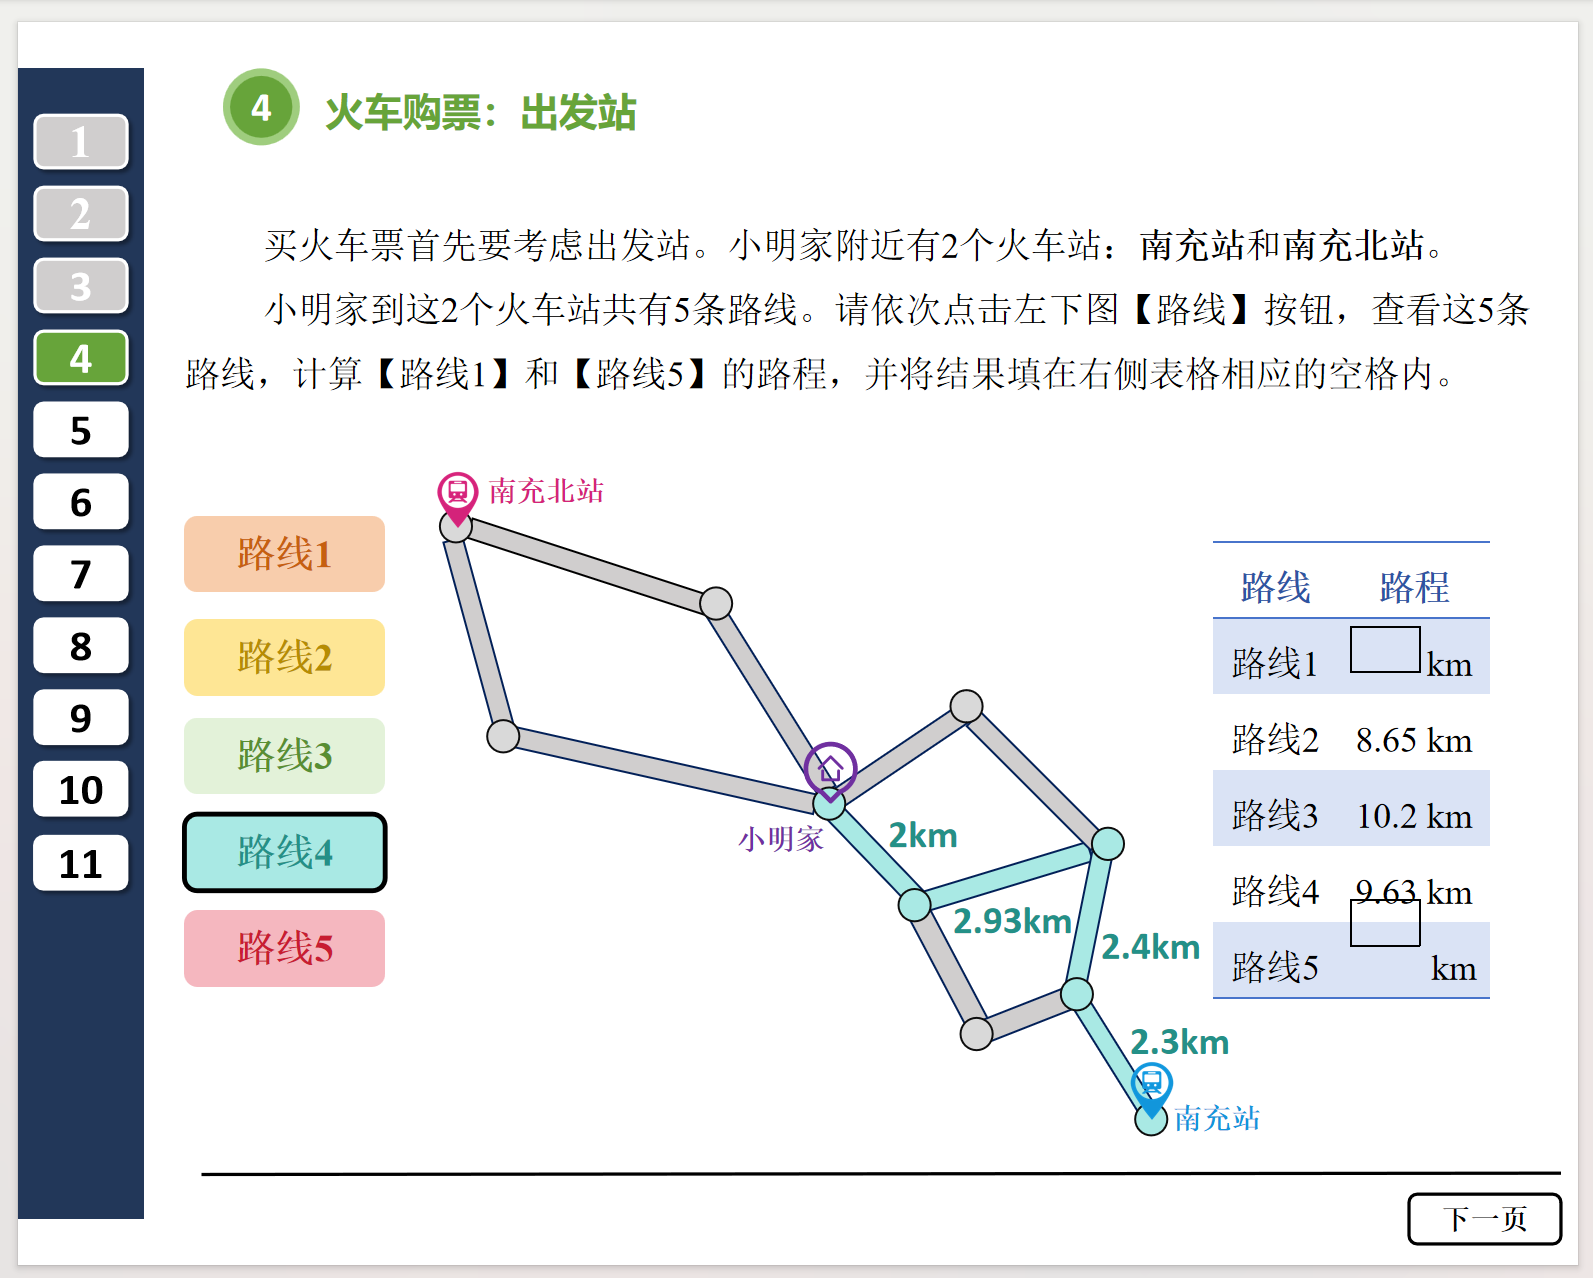 4 火车购票：出发站
1
2
3
4
5
6
7
8
9
10
11
买火车票首先要考虑出发站。小明家附近有2个火车站：南充站和南充北站。
小明家到这2个火车站共有5条路线。请依次点击左下图【路线】按钮，查看这5条
路线，计算【路线1】和【路线5】的路程，并将结果填在右侧表格相应的空格内。
路线1
路线2
路线3
路线4
路线5
南充北站
小明家
2km
2.93km
2.4km
2.3km
南充站
路线 路程
路线1 km
路线2 8.65 km
路线3 10.2 km
路线4 9.63 km
路线5 km
下一页